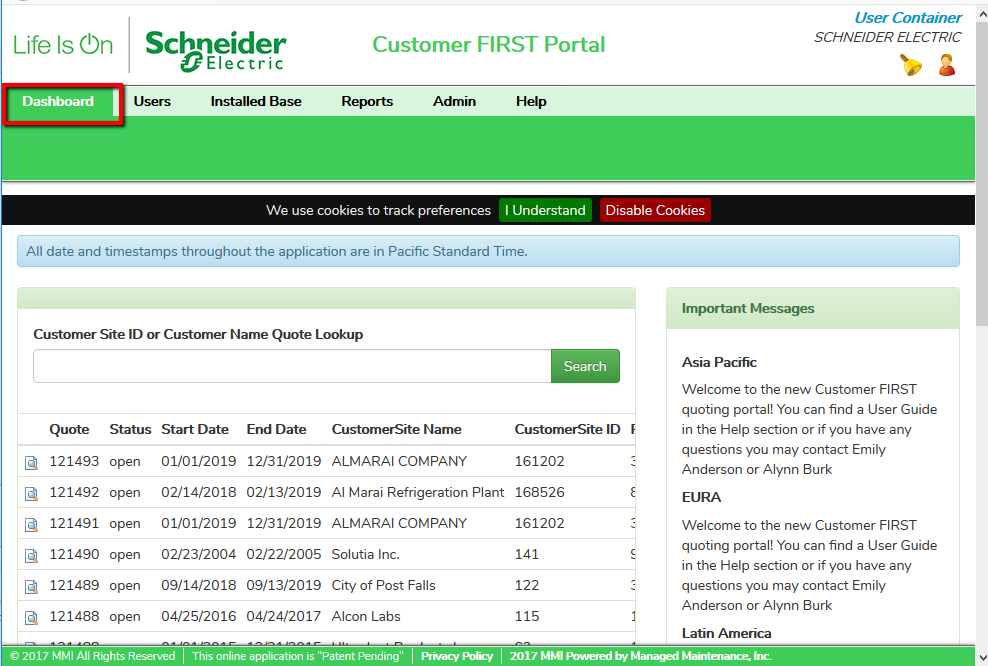 User Container
SCHNEIDER ELECTRIC
Life Is On
Schneider
Electric
Customer FIRST Portal
Dashboard Users Installed Base Reports Admin Help
We use cookies to track preferences I Understand Disable Cookies
All date and timestamps throughout the application are in Pacific Standard Time.
Customer Site ID or Customer Name Quote Lookup
Search
Quote Status Start Date End Date CustomerSite Name CustomerSite ID
121493 open 01/01/2019 12/31/2019 ALMARAI COMPANY 161202
121492 open 02/14/2018 02/13/2019 Al Marai Refrigeration Plant 168526
121491 open 01/01/2019 12/31/2019 ALMARAI COMPANY 161202
121490 open 02/23/2004 02/22/2005 Solutia Inc. 141
121489 open 09/14/2018 09/13/2019 City of Post Falls 122
121488 open 04/25/2016 04/24/2017 Alcon Labs 115
Important Messages
Asia Pacific
Welcome to the new Customer FIRST
quoting portal! You can find a User Guide
in the Help section or if you have any
questions you may contact Emily
Anderson or Alynn Burk
EURA
Welcome to the new Customer FIRST
quoting portal! You can find a User Guide
in the Help section or if you have any
questions you may contact Emily
Anderson or Alynn Burk
Latin America
© 2017 MMI All Rights Reserved This online application is "Patent Pending" Privacy Policy 2017 MMI Powered by Managed Maintenance, Inc.